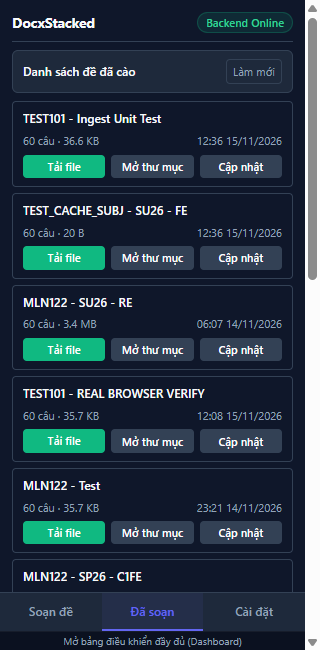 DocxStacked
Backend Online
Danh sách đề đã cào
Làm mới
TEST101 - Ingest Unit Test
60 câu · 36.6 KB
12:36 15/11/2026
Tải file
Mở thư mục
Cập nhật
TEST_CACHE_SUBJ - SU26 - FE
60 câu · 20 B
12:36 15/11/2026
Tải file
Mở thư mục
Cập nhật
MLN122 - SU26 - RE
60 câu · 3.4 MB
06:07 14/11/2026
Tải file
Mở thư mục
Cập nhật
TEST101 - REAL BROWSER VERIFY
60 câu · 35.7 KB
12:08 15/11/2026
Tải file
Mở thư mục
Cập nhật
MLN122 - Test
60 câu · 35.7 KB
23:21 14/11/2026
Tải file
Mở thư mục
Cập nhật
MLN122 - SP26 - C1FE
Soạn đề
Đã soạn
Cài đặt
Mở bảng điều khiển đầy đủ (Dashboard)